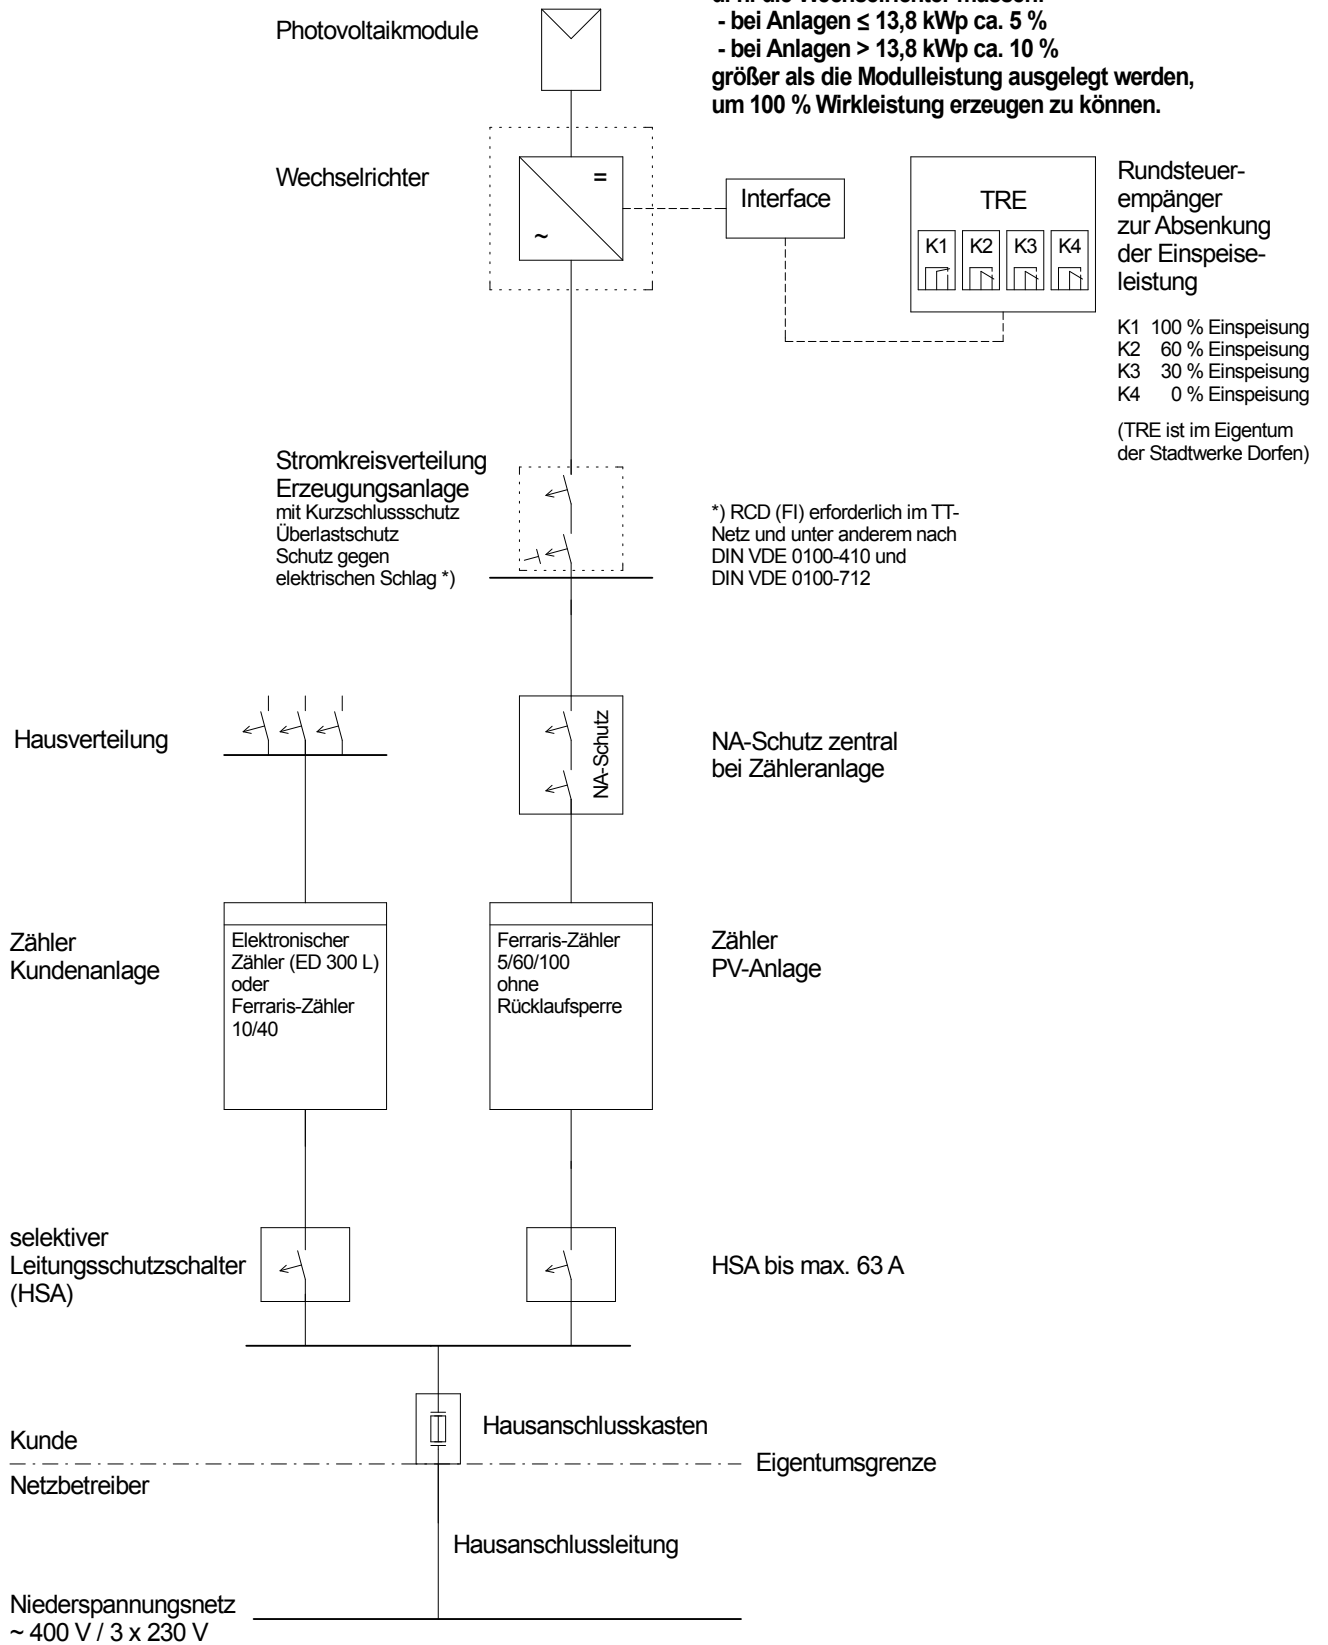 - bei Anlagen ≤ 13,8 kWp ca. 5 %
- bei Anlagen > 13,8 kWp ca. 10 %
größer als die Modulleistung ausgelegt werden,
um 100 % Wirkleistung erzeugen zu können.
Photovoltaikmodule
Wechselrichter
=
~
Interface
TRE
K1 K2 K3 K4
Rundsteuer-
empänger
zur Absenkung
der Einspeise-
leistung
K1 100 % Einspeisung
K2 60 % Einspeisung
K3 30 % Einspeisung
K4 0 % Einspeisung
(TRE ist im Eigentum
der Stadtwerke Dorfen)
Stromkreisverteilung
Erzeugungsanlage
mit Kurzschlussschutz
Überlastschutz
Schutz gegen
elektrischen Schlag *)
*) RCD (FI) erforderlich im TT-
Netz und unter anderem nach
DIN VDE 0100-410 und
DIN VDE 0100-712
Hausverteilung
NA-Schutz
NA-Schutz zentral
bei Zähleranlage
Zähler
Kundenanlage
Elektronischer
Zähler (ED 300 L)
oder
Ferraris-Zähler
10/40
Ferraris-Zähler
5/60/100
ohne
Rücklaufsperre
Zähler
PV-Anlage
selektiver
Leitungsschutzschalter
(HSA)
HSA bis max. 63 A
Hausanschlusskasten
Kunde
Eigentumsgrenze
Netzbetreiber
Hausanschlussleitung
Niederspannungsnetz
~ 400 V / 3 x 230 V